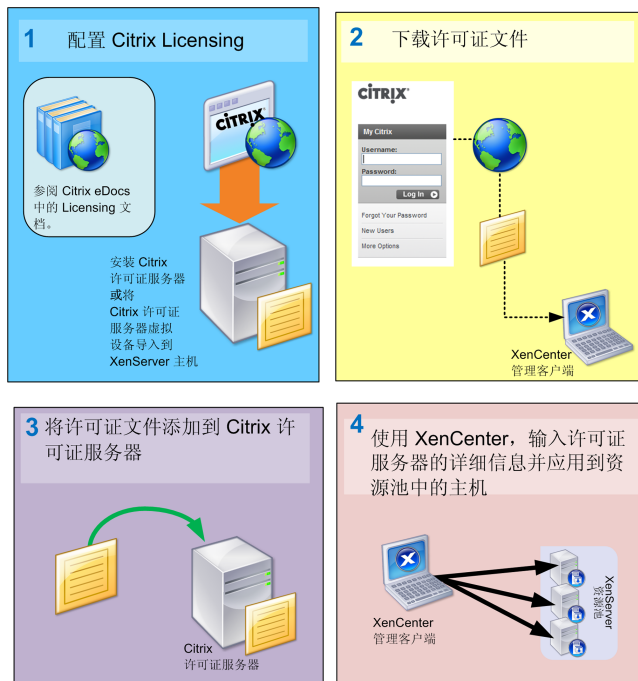 1 配置 Citrix Licensing
CİTRIX
参阅 Citrix eDocs
中的 Licensing 文
档。
安装 Citrix
许可证服务器
或将
Citrix 许可证
服务器虚拟
设备导入到
XenServer 主机
2 下载许可证文件
CİTRIX
My Citrix
Username:
Password:
Log In
Forgot Your Password
New Users
More Options
XenCenter
管理客户端
3 将许可证文件添加到 Citrix 许
可证服务器
Citrix
许可证服务器
4 使用 XenCenter，输入许可证
服务器的详细信息并应用到资
源池中的主机
XenCenter
管理客户端
XenServer
资源池